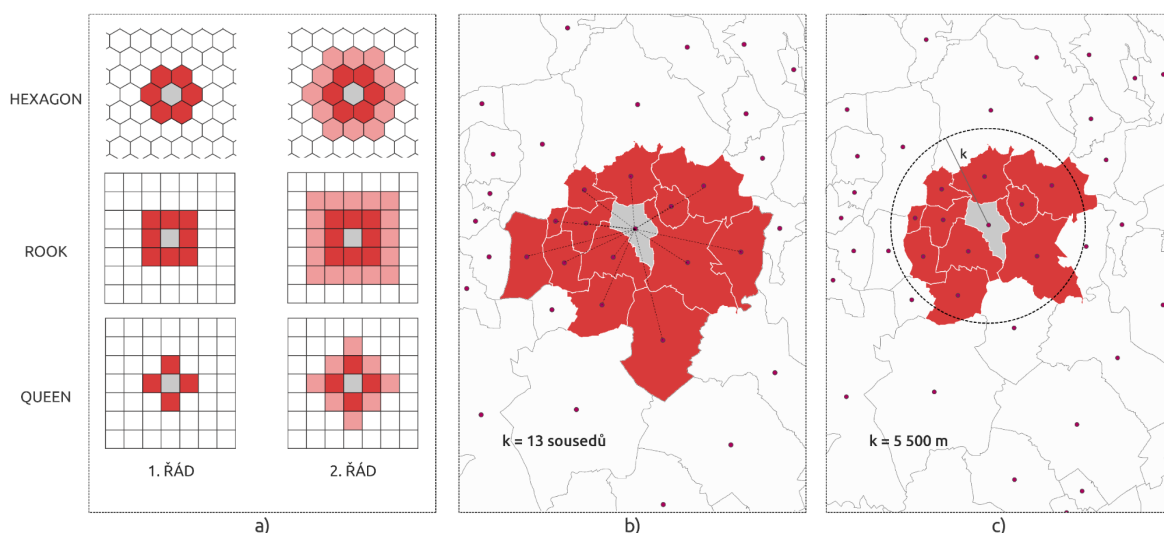 HEXAGON
ROOK
QUEEN
1. ŘÁD
2. ŘÁD
a)
k = 13 sousedů
b)
k
k = 5 500 m
c)